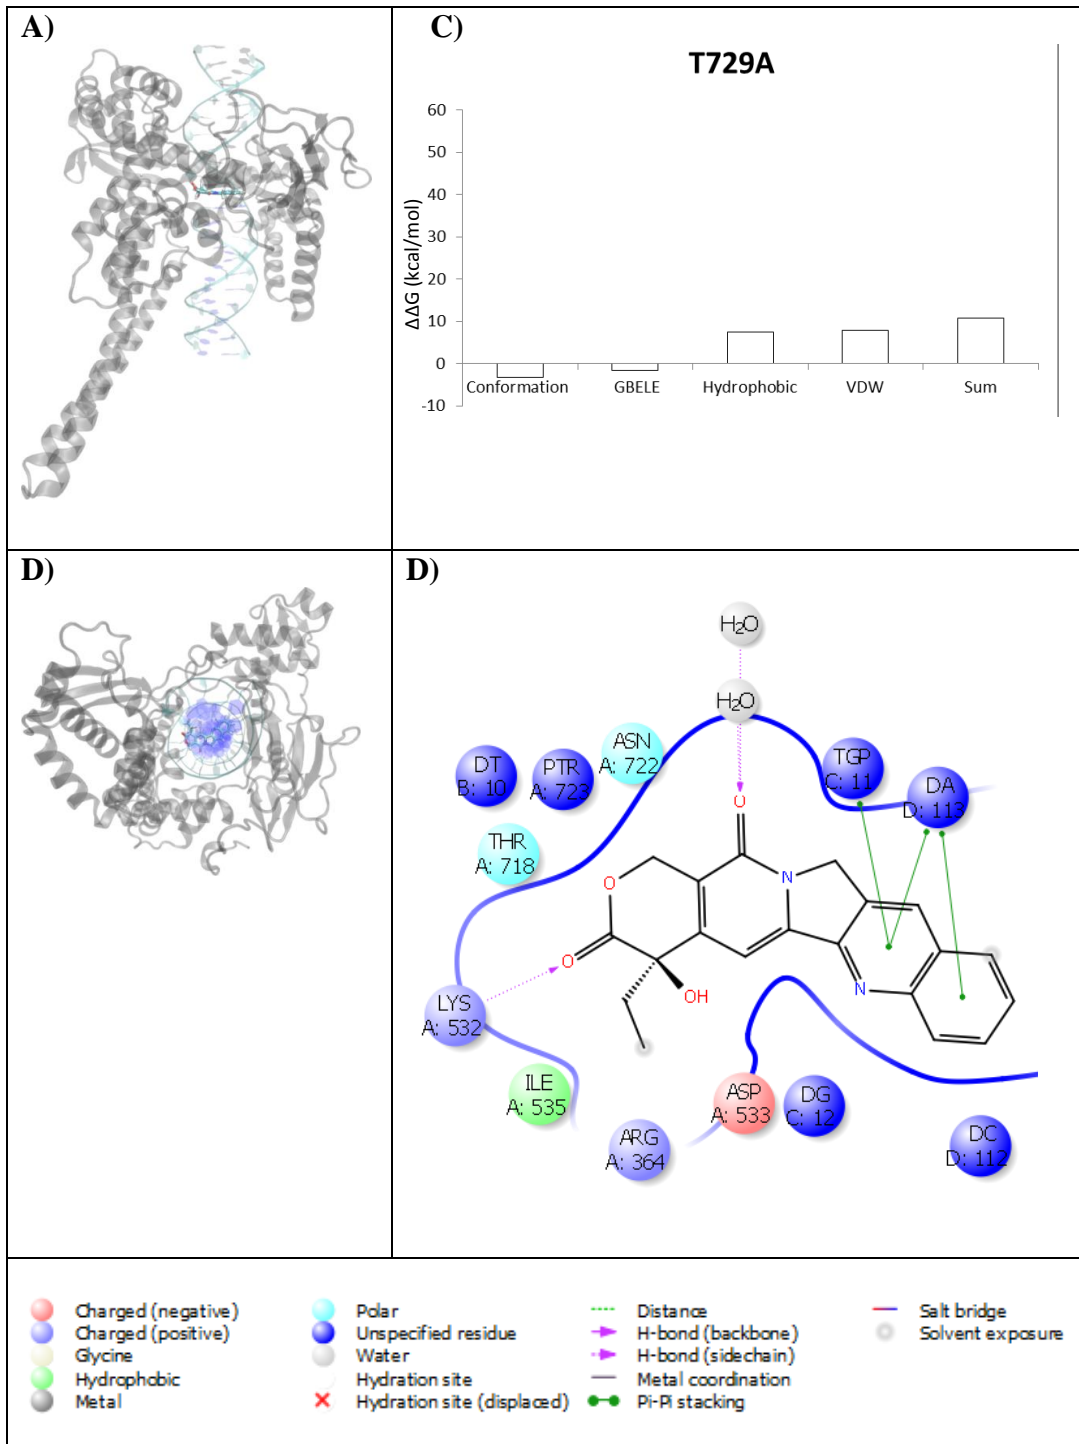 A)
C)
T729A
ΔΔG (kcal/mol)
60
50
40
30
20
10
0
-10
Conformation GBELE Hydrophobic VDW Sum
D)
D)
H₂O
H₂O
ASN
A: 722
TGP
C: 11
DT
B: 10
PTR
A: 723
DA
D: 113
THR
A: 718
O
O
N
O
O
OH
N
LYS
A: 532
ILE
A: 535
ASP
A: 533
DG
C: 12
ARG
A: 364
DC
D: 112
Charged (negative)
Charged (positive)
Glycine
Hydrophobic
Metal
Polar
Unspecified residue
Water
Hydration site
Hydration site (displaced)
Distance
H-bond (backbone)
H-bond (sidechain)
Metal coordination
Pi-Pi stacking
Salt bridge
Solvent exposure